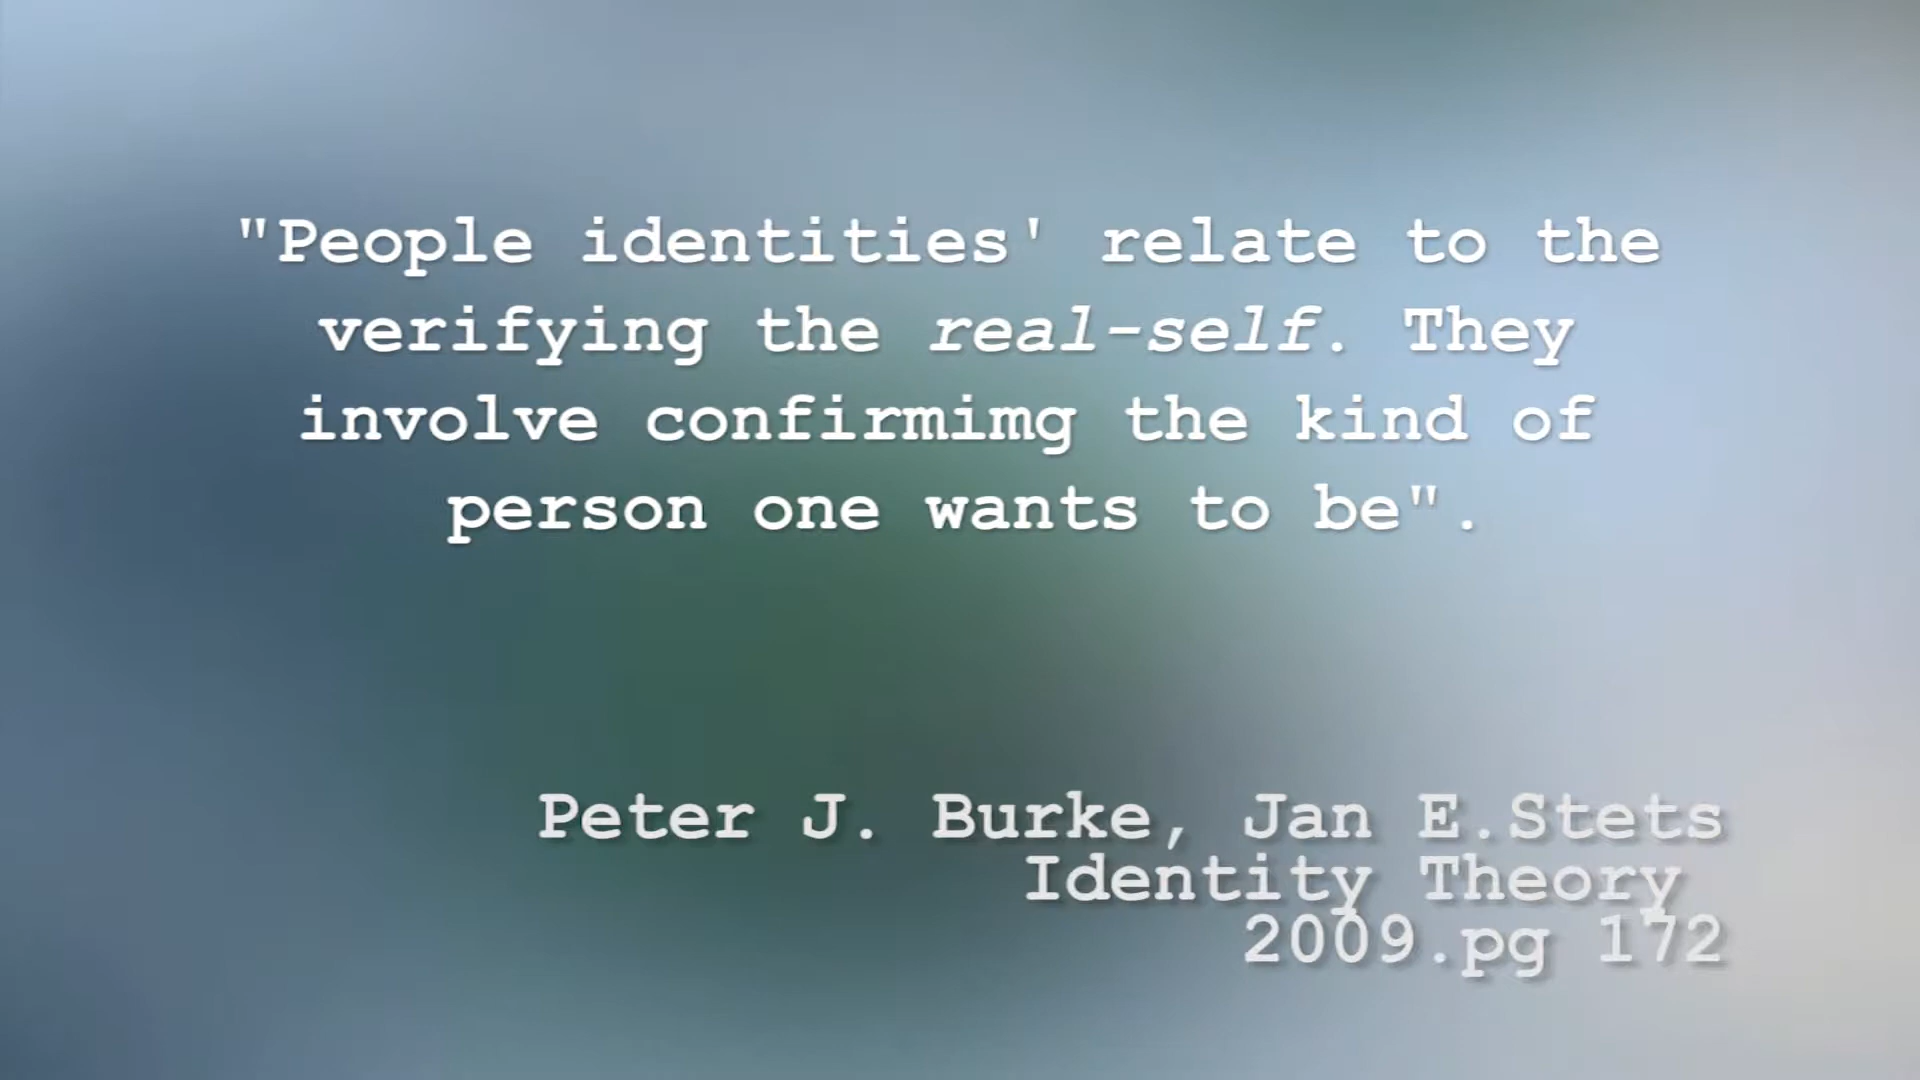 "People identities' relate to the
verifying the real-self. They
involve confirmimg the kind of
person one wants to be".
Peter J. Burke, Jan E.Stets
Identity Theory
2009.pg 172